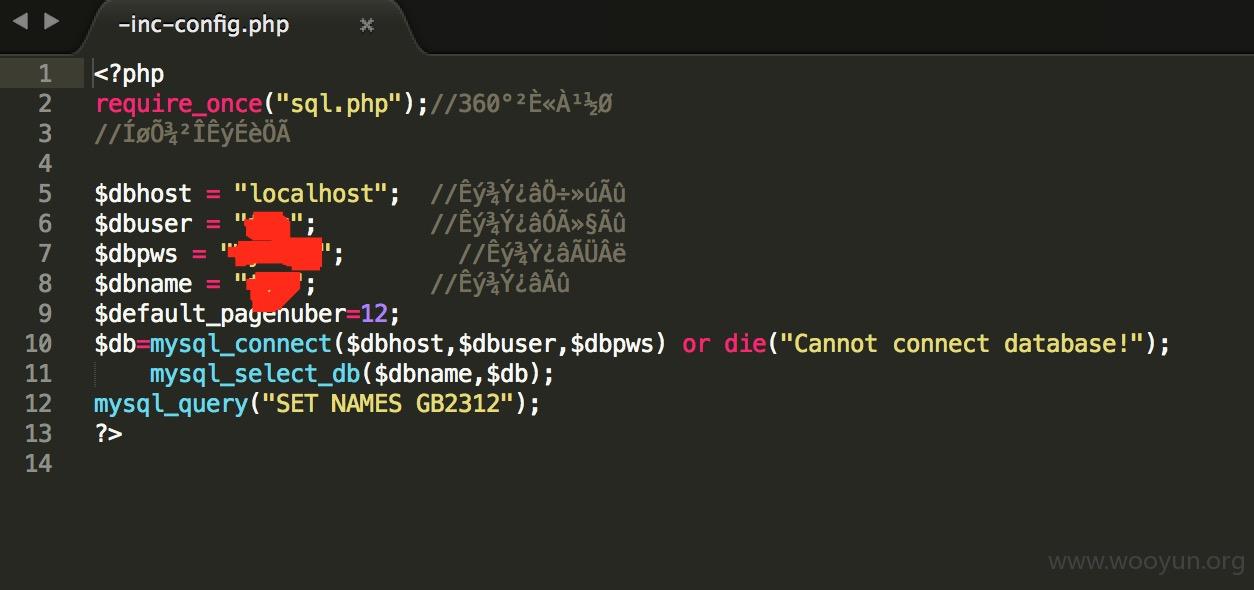 -inc-config.php
1 <?php
2 require_once("sql.php");//360°²È«À¹½Ø
3 //ÍøÕ¾²ÎÊýÉèÖÃ
4
5 $dbhost = "localhost"; //Êý¾Ý¿âÖ÷»úÃû
6 $dbuser = ""; //Êý¾Ý¿âÓÃ»§Ãû
7 $dbpws = ""; //Êý¾Ý¿âÃÜÂë
8 $dbname = ""; //Êý¾Ý¿âÃû
9 $default_pagenuber=12;
10 $db=mysql_connect($dbhost,$dbuser,$dbpws) or die("Cannot connect database!");
11 mysql_select_db($dbname,$db);
12 mysql_query("SET NAMES GB2312");
13 ?>
14
www.wooyun.org